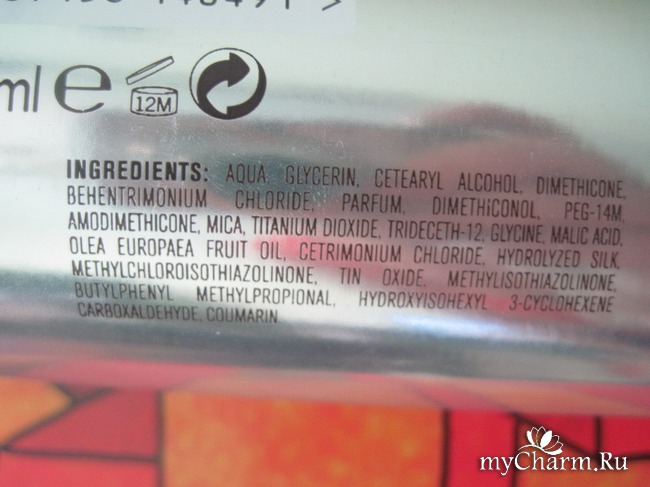 ml e 12M
INGREDIENTS: AQUA, GLYCERIN, CETEARYL ALCOHOL, DIMETHICONE,
BEHENTRIMONIUM CHLORIDE, PARFUM, DIMETHICONOL, PEG-14M,
AMODIMETHICONE, MICA, TITANIUM DIOXIDE, TRIDECETH-12, GLYCINE, MALIC ACID,
OLEA EUROPAEA FRUIT OIL, CETRIMONIUM CHLORIDE, HYDROLYZED SILK,
METHYLCHLOROISOTHIAZOLINONE, TIN OXIDE, METHYLISOTHIAZOLINONE,
BUTYLPHENYL METHYLPROPIONAL, HYDROXYISOHEXYL 3-CYCLOHEXENE
CARBOXALDEHYDE, COUMARIN
myCharm.Ru